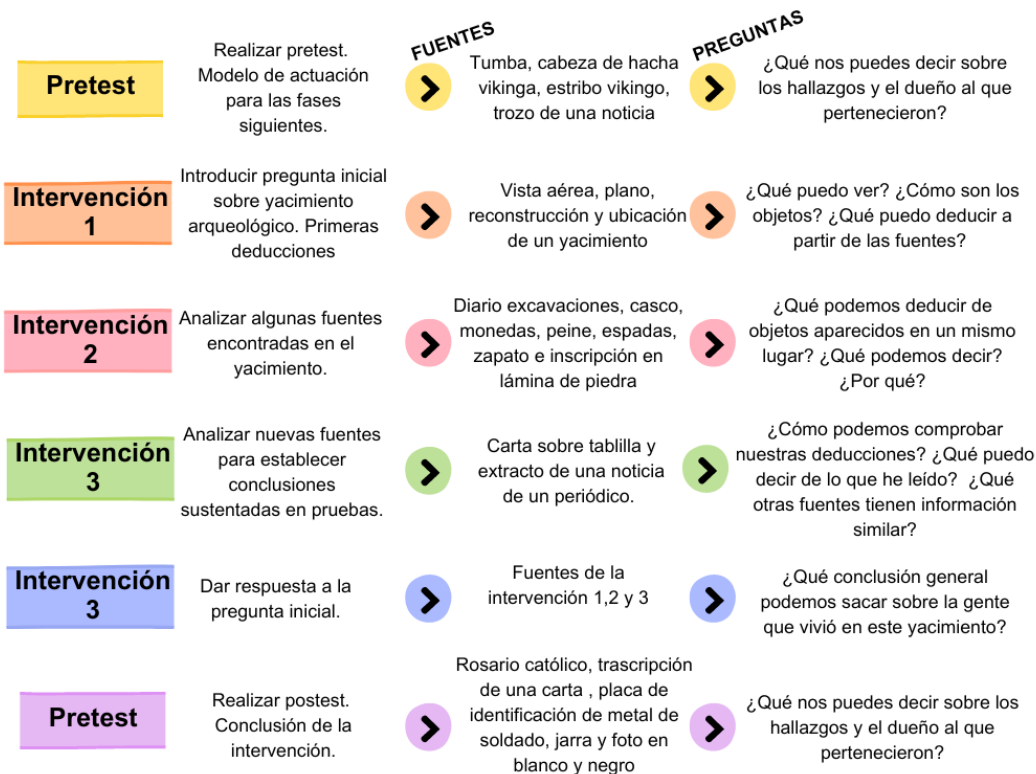 FUENTES
PREGUNTAS
Pretest
Realizar pretest.
Modelo de actuación
para las fases
siguientes.
Tumba, cabeza de hacha
vikinga, estribo vikingo,
trozo de una noticia
¿Qué nos puedes decir sobre
los hallazgos y el dueño al que
pertenecieron?
Intervención
1
Introducir pregunta inicial
sobre yacimiento
arqueológico. Primeras
deducciones
Vista aérea, plano,
reconstrucción y ubicación
de un yacimiento
¿Qué puedo ver? ¿Cómo son los
objetos? ¿Qué puedo deducir a
partir de las fuentes?
Intervención
2
Analizar algunas fuentes
encontradas en el
yacimiento.
Diario excavaciones, casco,
monedas, peine, espadas,
zapato e inscripción en
lámina de piedra
¿Qué podemos deducir de
objetos aparecidos en un mismo
lugar? ¿Qué podemos decir?
¿Por qué?
Intervención
3
Analizar nuevas fuentes
para establecer
conclusiones
sustentadas en pruebas.
Carta sobre tablilla y
extracto de una noticia
de un periódico.
¿Cómo podemos comprobar
nuestras deducciones? ¿Qué puedo
decir de lo que he leído? ¿Qué
otras fuentes tienen información
similar?
Intervención
3
Dar respuesta a la
pregunta inicial.
Fuentes de la
intervención 1,2 y 3
¿Qué conclusión general
podemos sacar sobre la gente
que vivió en este yacimiento?
Pretest
Realizar postest.
Conclusión de la
intervención.
Rosario católico, trascripción
de una carta , placa de
identificación de metal de
soldado, jarra y foto en
blanco y negro
¿Qué nos puedes decir sobre los
hallazgos y el dueño al que
pertenecieron?